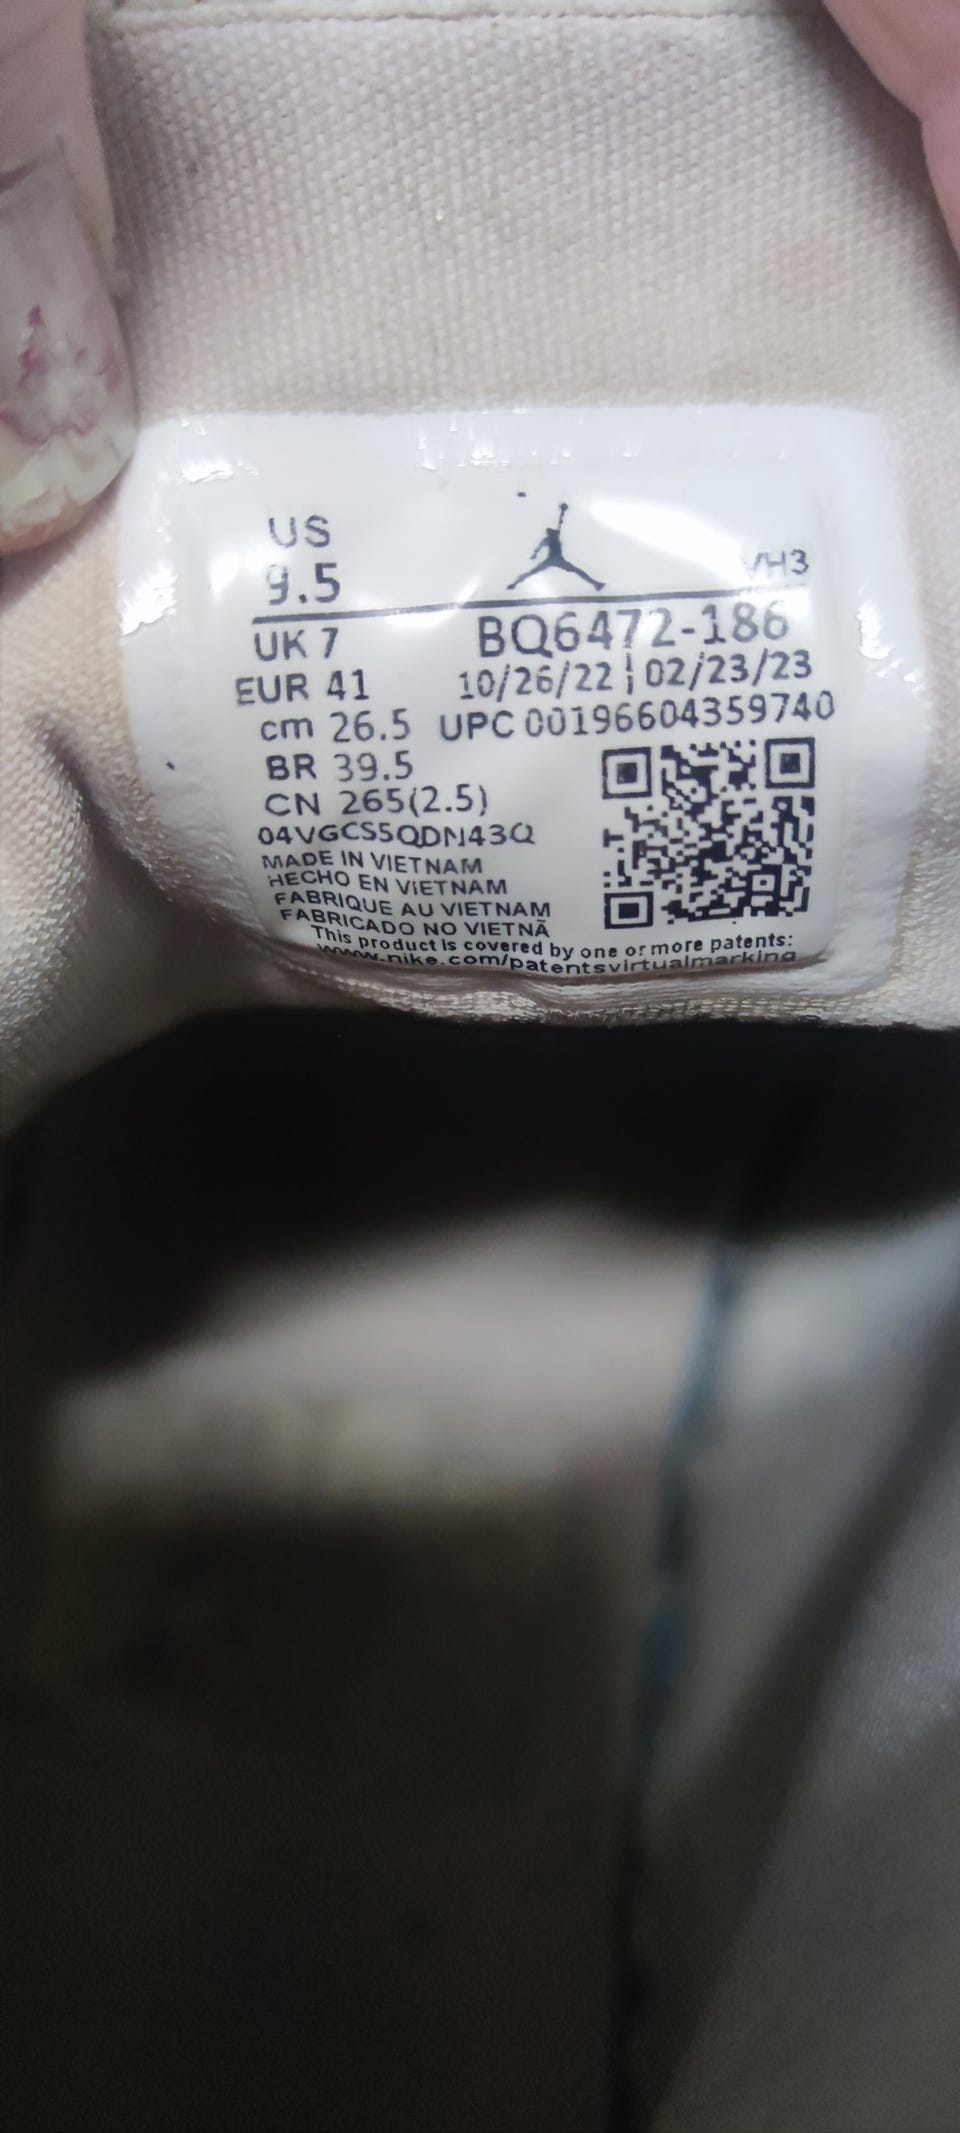 US
9.5
VH3
UK 7
BQ6472-186
EUR 41
10/26/22 | 02/23/23
cm 26.5
UPC 00196604359740
BR 39.5
CN 265(2.5)
04VGCS5QDN43Q
MADE IN VIETNAM
HECHO EN VIETNAM
FABRIQUE AU VIETNAM
FABRICADO NO VIETNÃ
This product is covered by one or more patents:
www.nike.com/patentsvirtualmarking